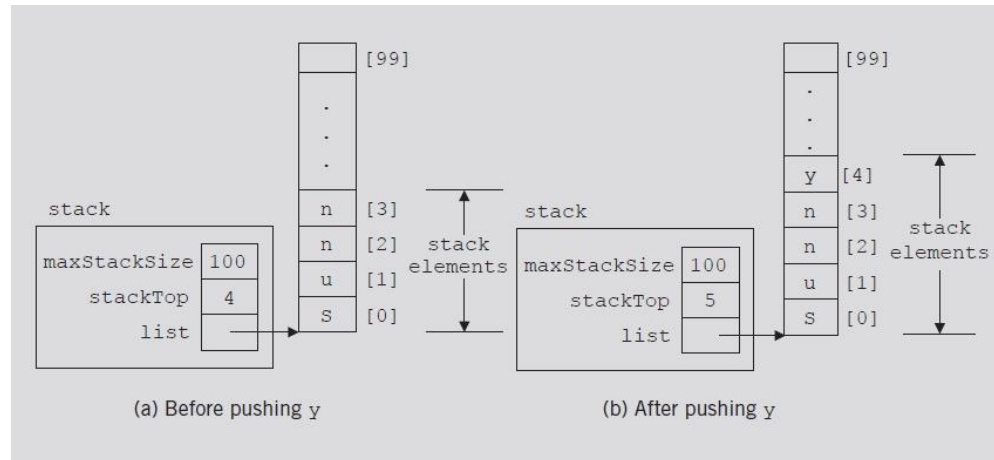 [99]
.
.
.
n [3]
n [2]
u [1]
S [0]
stack
elements
stack
maxStackSize 100
stackTop 4
list
(a) Before pushing y
[99]
.
.
.
y [4]
n [3]
n [2]
u [1]
S [0]
stack
elements
stack
maxStackSize 100
stackTop 5
list
(b) After pushing y